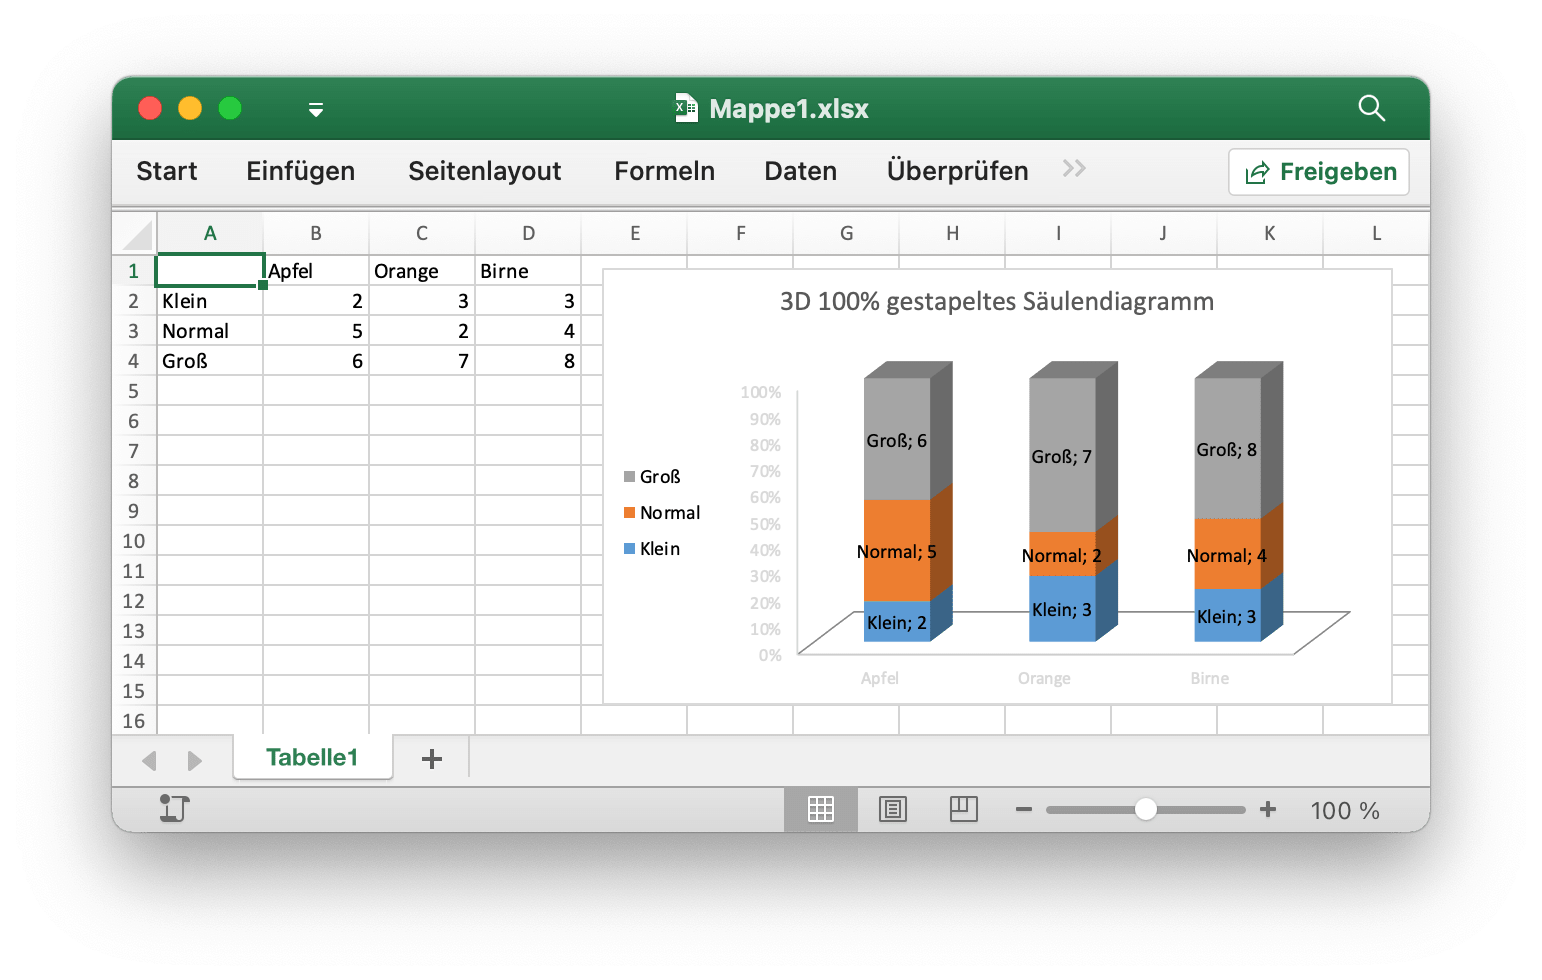 Mappe1.xlsx
Start Einfügen Seitenlayout Formeln Daten Überprüfen Freigeben
A B C D E F G H I J K L
1 Apfel Orange Birne
2 Klein 2 3 3
3 Normal 5 2 4
4 Groß 6 7 8
5
6
7
8
9
10
11
12
13
14
15
16
3D 100% gestapeltes Säulendiagramm
Groß
Normal
Klein
100%
90%
80%
70%
60%
50%
40%
30%
20%
10%
0%
Groß; 6 Groß; 7 Groß; 8
Normal; 5 Normal; 2 Normal; 4
Klein; 2 Klein; 3 Klein; 3
Apfel Orange Birne
Tabelle1
100 %